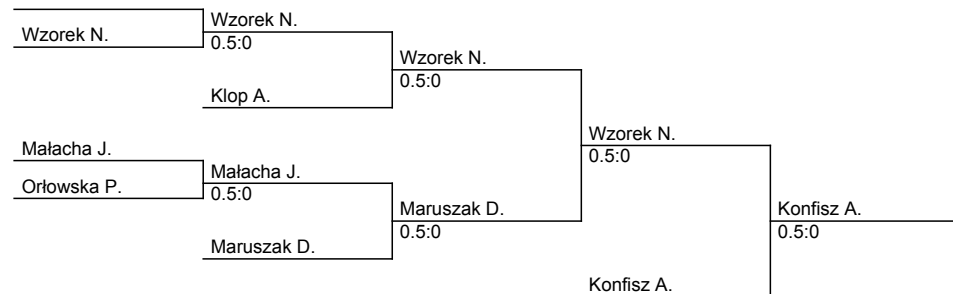 Wzorek N.
Wzorek N.
0.5:0
Klop A.
Wzorek N.
0.5:0
Małacha J.
Orłowska P.
Małacha J.
0.5:0
Maruszak D.
Maruszak D.
0.5:0
Wzorek N.
0.5:0
Konfisz A.
Konfisz A.
0.5:0